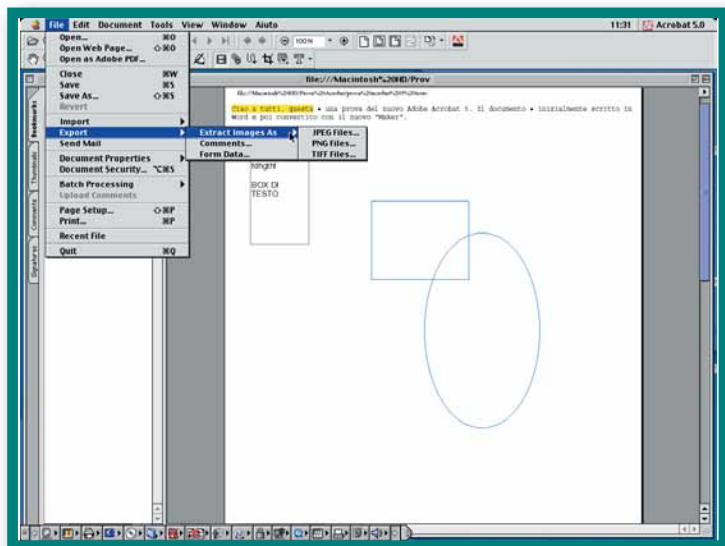 File Edit Document Tools View Window Aiuto 11:31 Acrobat 5.0
Open... ⌘O
Open Web Page... ⇧⌘O
Open as Adobe PDF...
Close ⌘W
Save ⌘S
Save As... ⇧⌘S
Revert
Import
Export
Send Mail
Document Properties
Document Security... ⌥⌘S
Batch Processing
Upload Comments
Page Setup... ⇧⌘P
Print... ⌘P
Recent File
Quit ⌘Q
Extract Images As
Comments...
Form Data...
JPEG Files...
PNG Files...
TIFF Files...
100%
file:///Macintosh%20HD/Prov
Bookmarks
Thumbnails
Comments
Signatures
Ciao a tutti, questa • una prova del nuovo Adobe Acrobat 5. Il documento • inizialmente scritto in
Word e poi convertito con il nuovo "Maker".
BOX DI
TESTO